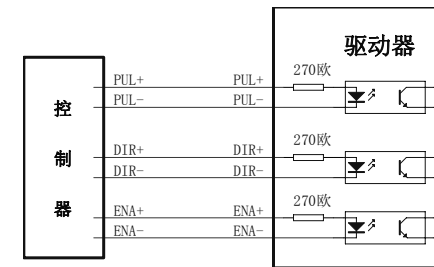 驱动器
270欧
PUL+ PUL+
PUL- PUL-
控
270欧
DIR+ DIR+
制
DIR- DIR-
270欧
器
ENA+ ENA+
ENA- ENA-